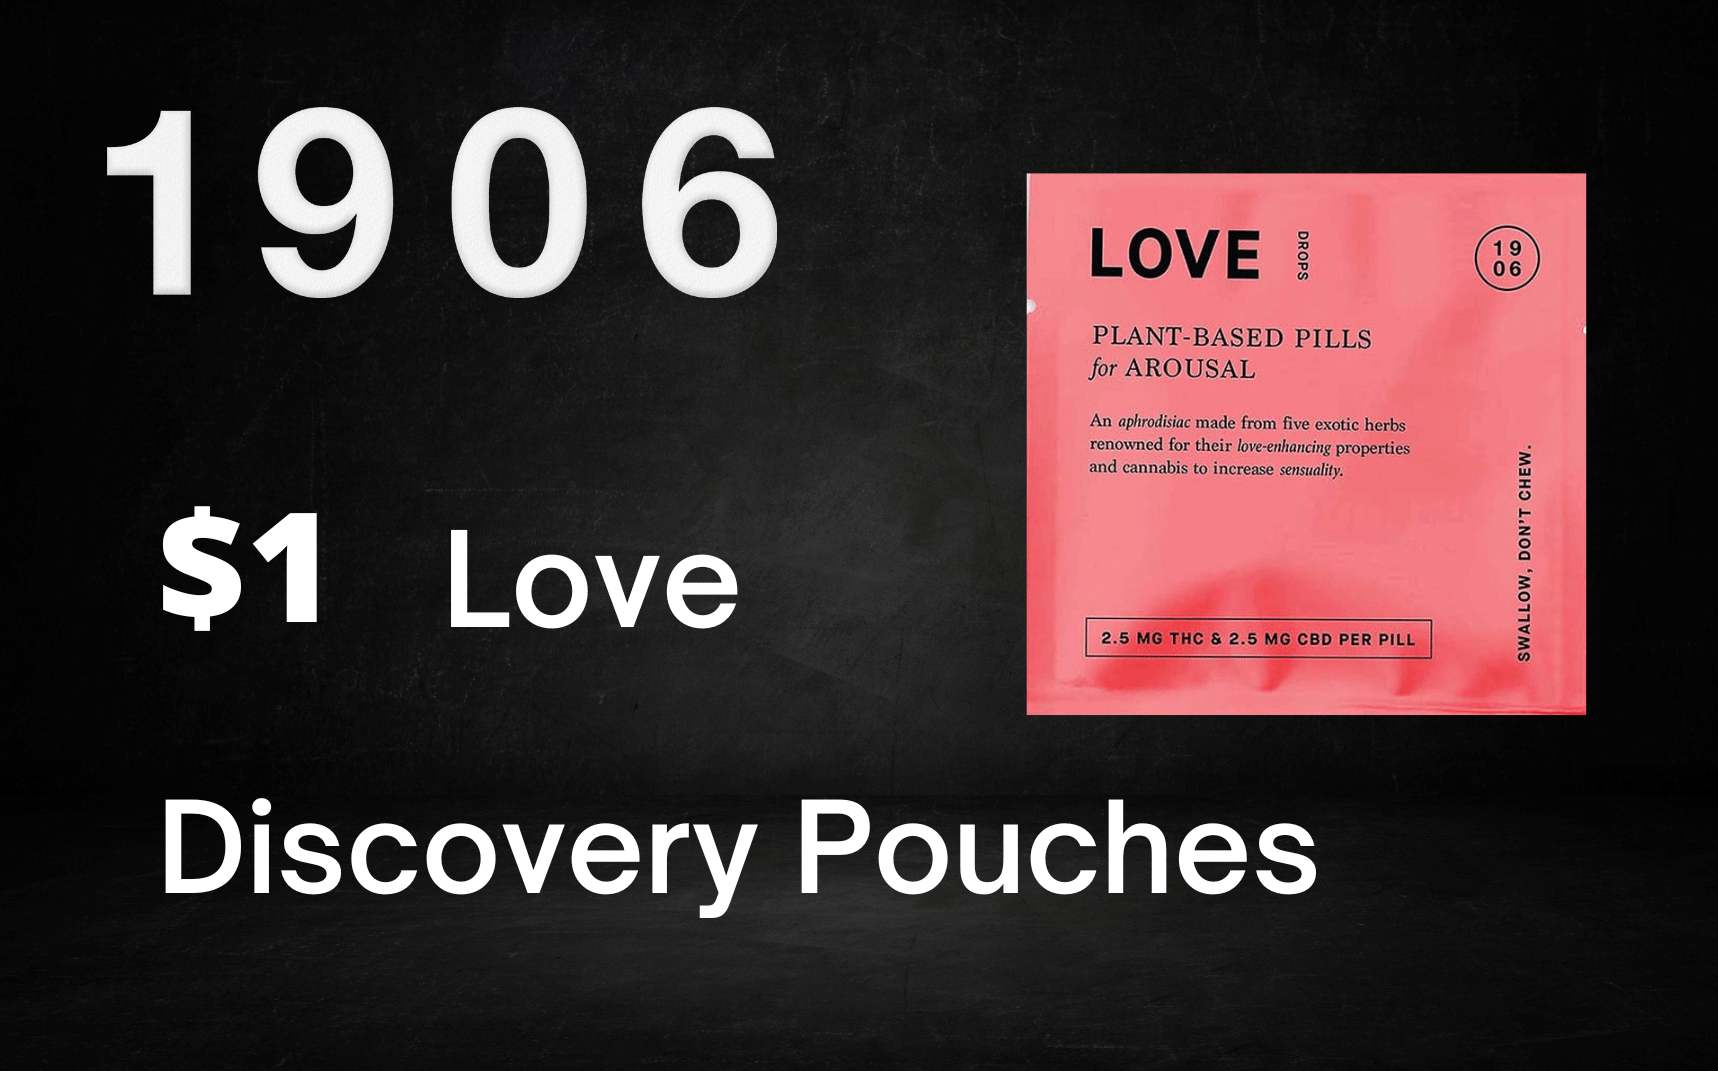 1906
LOVE DROPS
19
06
PLANT-BASED PILLS
for AROUSAL
An aphrodisiac made from five exotic herbs
renowned for their love-enhancing properties
and cannabis to increase sensuality.
SWALLOW, DON'T CHEW.
2.5 MG THC & 2.5 MG CBD PER PILL
$1 Love
Discovery Pouches